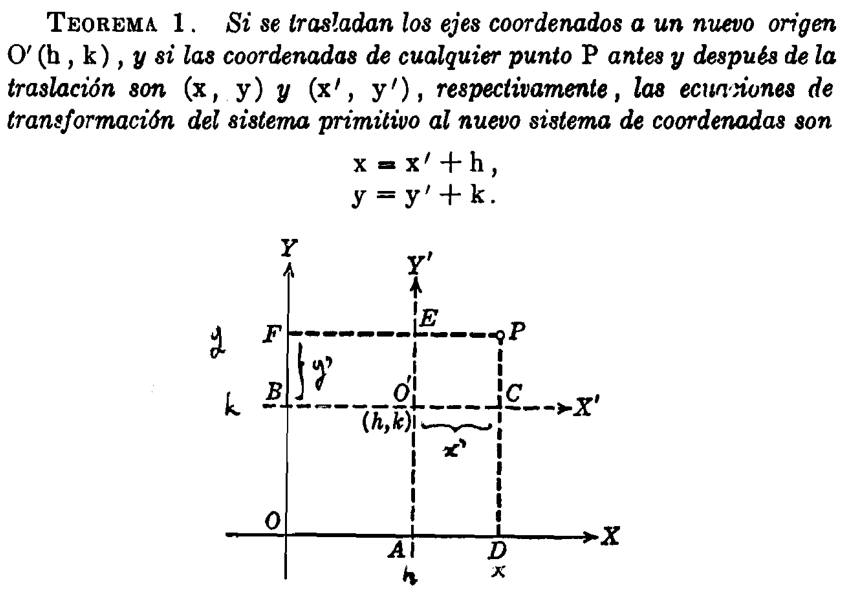 TEOREMA 1. Si se trasladan los ejes coordenados a un nuevo origen
O′(h, k), y si las coordenadas de cualquier punto P antes y después de la
traslación son (x, y) y (x′, y′), respectivamente, las ecuaciones de
transformación del sistema primitivo al nuevo sistema de coordenadas son
x = x′ + h,
y = y′ + k.
Y Y′
y F E P
y′
k B O′ C X′
(h, k)
x′
O A D X
h x